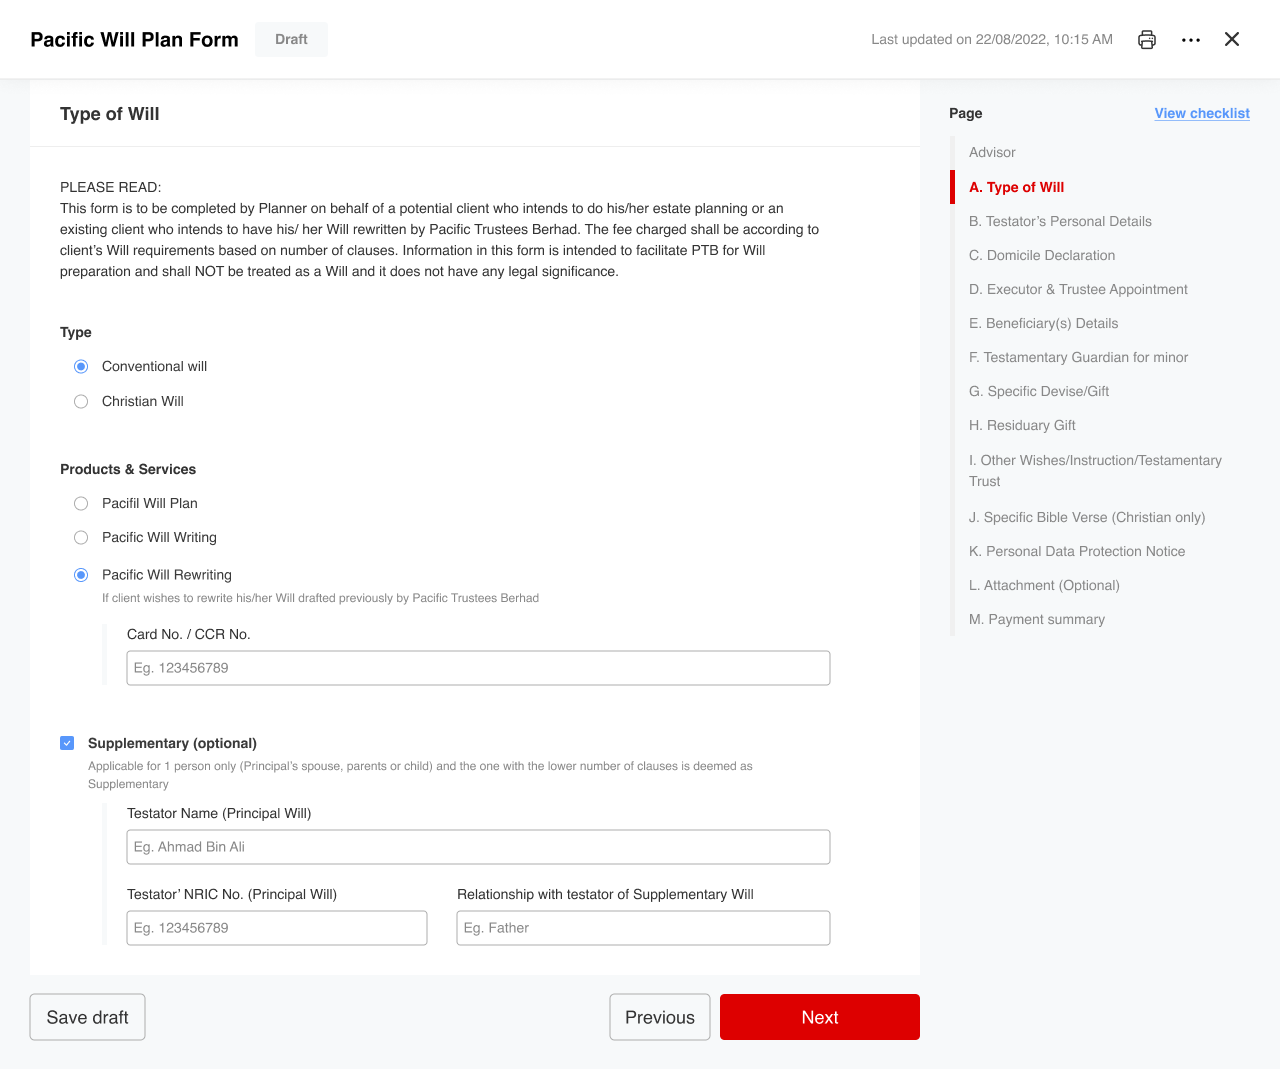 Pacific Will Plan Form
Draft
Last updated on 22/08/2022, 10:15 AM
Type of Will
PLEASE READ:
This form is to be completed by Planner on behalf of a potential client who intends to do his/her estate planning or an
existing client who intends to have his/ her Will rewritten by Pacific Trustees Berhad. The fee charged shall be according to
client’s Will requirements based on number of clauses. Information in this form is intended to facilitate PTB for Will
preparation and shall NOT be treated as a Will and it does not have any legal significance.
Type
Conventional will
Christian Will
Products & Services
Pacifil Will Plan
Pacific Will Writing
Pacific Will Rewriting
If client wishes to rewrite his/her Will drafted previously by Pacific Trustees Berhad
Card No. / CCR No.
Eg. 123456789
Supplementary (optional)
Applicable for 1 person only (Principal’s spouse, parents or child) and the one with the lower number of clauses is deemed as
Supplementary
Testator Name (Principal Will)
Eg. Ahmad Bin Ali
Testator’ NRIC No. (Principal Will)
Relationship with testator of Supplementary Will
Eg. 123456789
Eg. Father
Save draft
Previous
Next
Page
View checklist
Advisor
A. Type of Will
B. Testator’s Personal Details
C. Domicile Declaration
D. Executor & Trustee Appointment
E. Beneficiary(s) Details
F. Testamentary Guardian for minor
G. Specific Devise/Gift
H. Residuary Gift
I. Other Wishes/Instruction/Testamentary
Trust
J. Specific Bible Verse (Christian only)
K. Personal Data Protection Notice
L. Attachment (Optional)
M. Payment summary